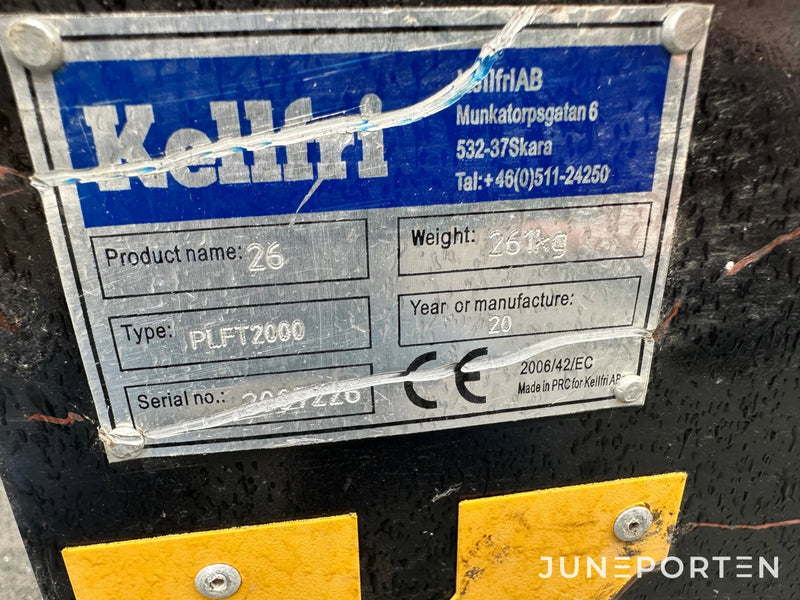 Kellfri
KellfriAB
Munkatorpsgatan 6
532-37Skara
Tal:+46(0)511-24250
Product name: 26
Weight: 261kg
Type: PLFT2000
Year or manufacture:
20
Serial no.:
2006/42/EC
Made in PRC for Kellfri AB
CE
JUNEPORTEN